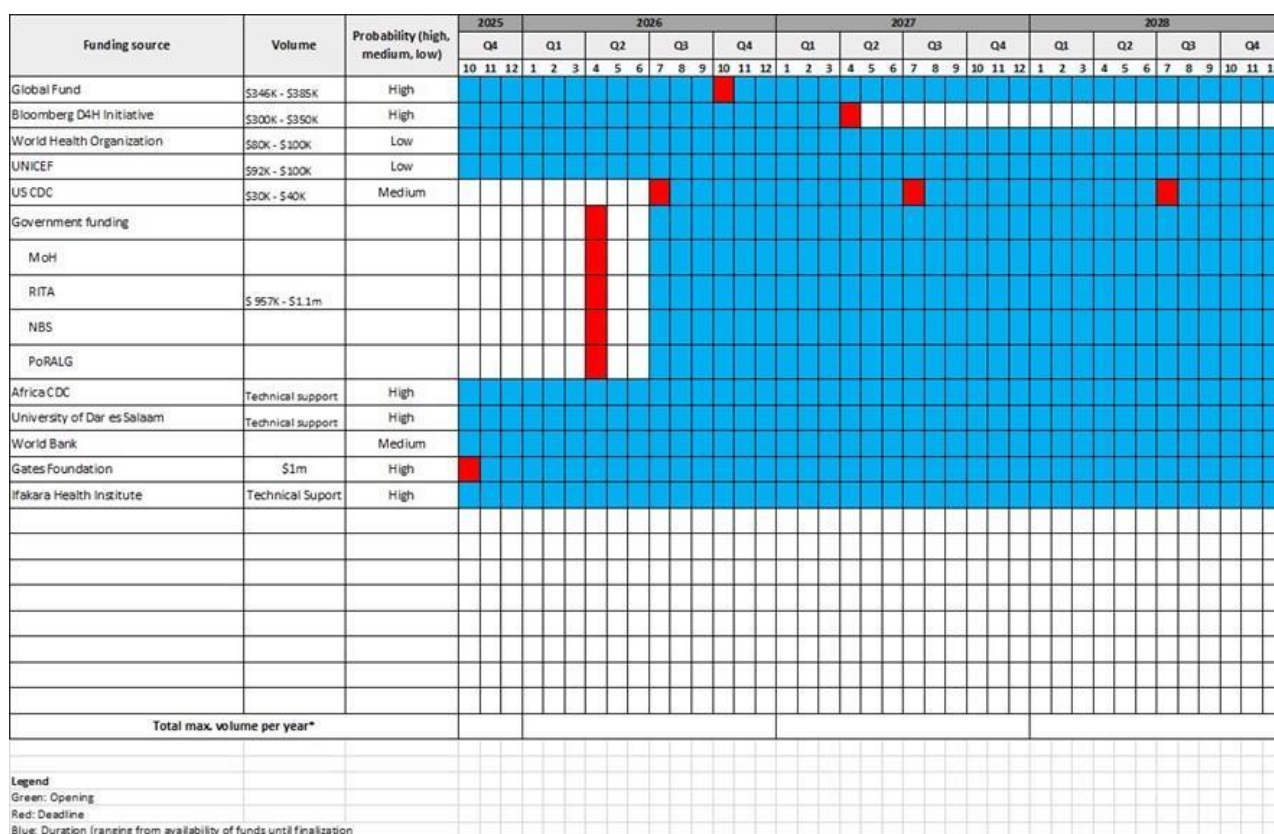 2025 2026 2027 2028
Funding source Volume Probability (high, medium, low) Q4 Q1 Q2 Q3 Q4 Q1 Q2 Q3 Q4 Q1 Q2 Q3 Q4
10 11 12 1 2 3 4 5 6 7 8 9 10 11 12 1 2 3 4 5 6 7 8 9 10 11 12 1 2 3 4 5 6 7 8 9 10 11
Global Fund $346K - $385K High
Bloomberg D4H Initiative $300K - $350K High
World Health Organization $80K - $100K Low
UNICEF $92K - $100K Low
US CDC $30K - $40K Medium
Government funding
MoH
RITA $ 957K - $1.1m
NBS
PoRALG
Africa CDC Technical support High
University of Dar es Salaam Technical support High
World Bank Medium
Gates Foundation $1m High
Ifakara Health Institute Technical Suport High
Total max. volume per year*
Legend
Green: Opening
Red: Deadline
Blue: Duration (ranging from availability of funds until finalization